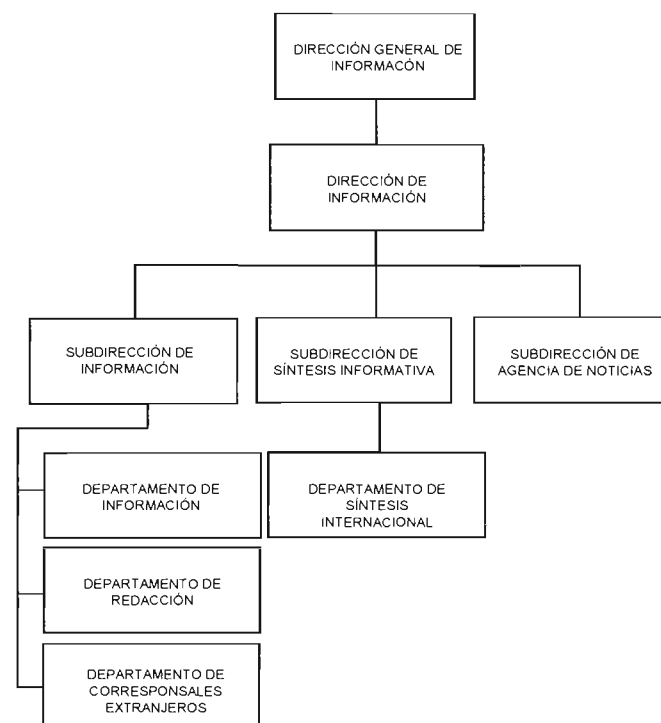 DIRECCIÓN GENERAL DE
INFORMACÓN
DIRECCIÓN DE
INFORMACIÓN
SUBDIRECCIÓN DE
INFORMACIÓN
SUBDIRECCIÓN DE
SÍNTESIS INFORMATIVA
SUBDIRECCIÓN DE
AGENCIA DE NOTICIAS
DEPARTAMENTO DE
INFORMACIÓN
DEPARTAMENTO DE
SÍNTESIS
INTERNACIONAL
DEPARTAMENTO DE
REDACCIÓN
DEPARTAMENTO DE
CORRESPONSALES
EXTRANJEROS